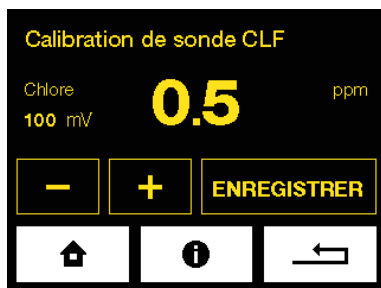 Calibration de sonde CLF
Chlore 0.5 ppm
100 mV
− + ENREGISTRER